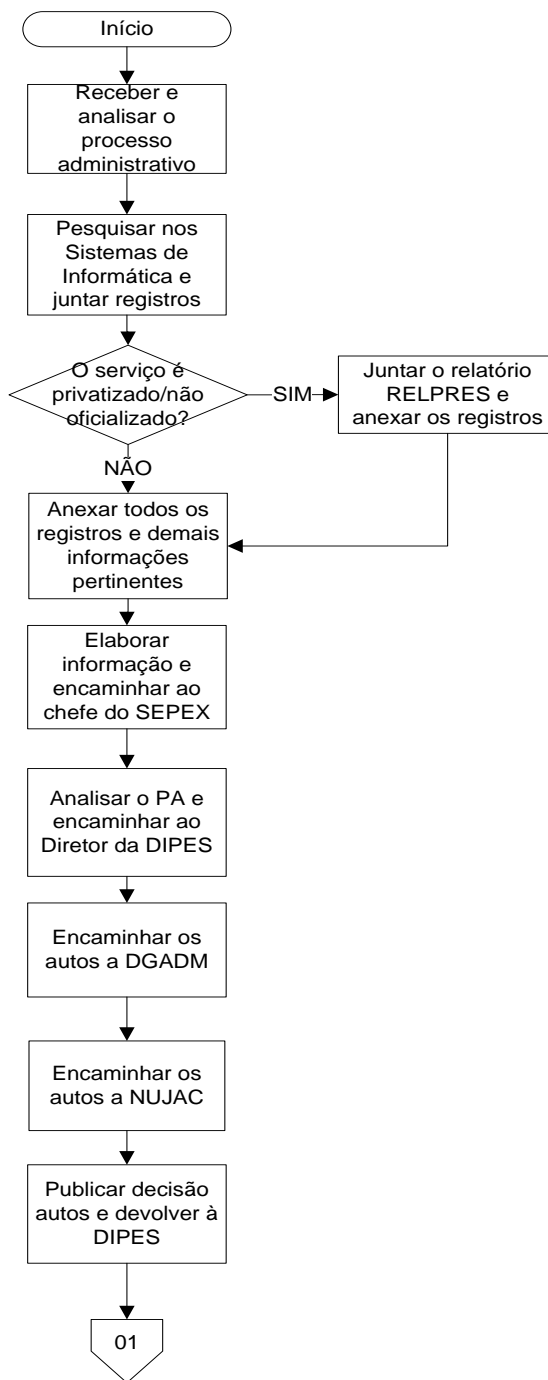 Início
Receber e
analisar o
processo
administrativo
Pesquisar nos
Sistemas de
Informática e
juntar registros
O serviço é
privatizado/não
oficializado?
SIM
Juntar o relatório
RELPRES e
anexar os registros
NÃO
Anexar todos os
registros e demais
informações
pertinentes
Elaborar
informação e
encaminhar ao
chefe do SEPEX
Analisar o PA e
encaminhar ao
Diretor da DIPES
Encaminhar os
autos a DGADM
Encaminhar os
autos a NUJAC
Publicar decisão
autos e devolver à
DIPES
01